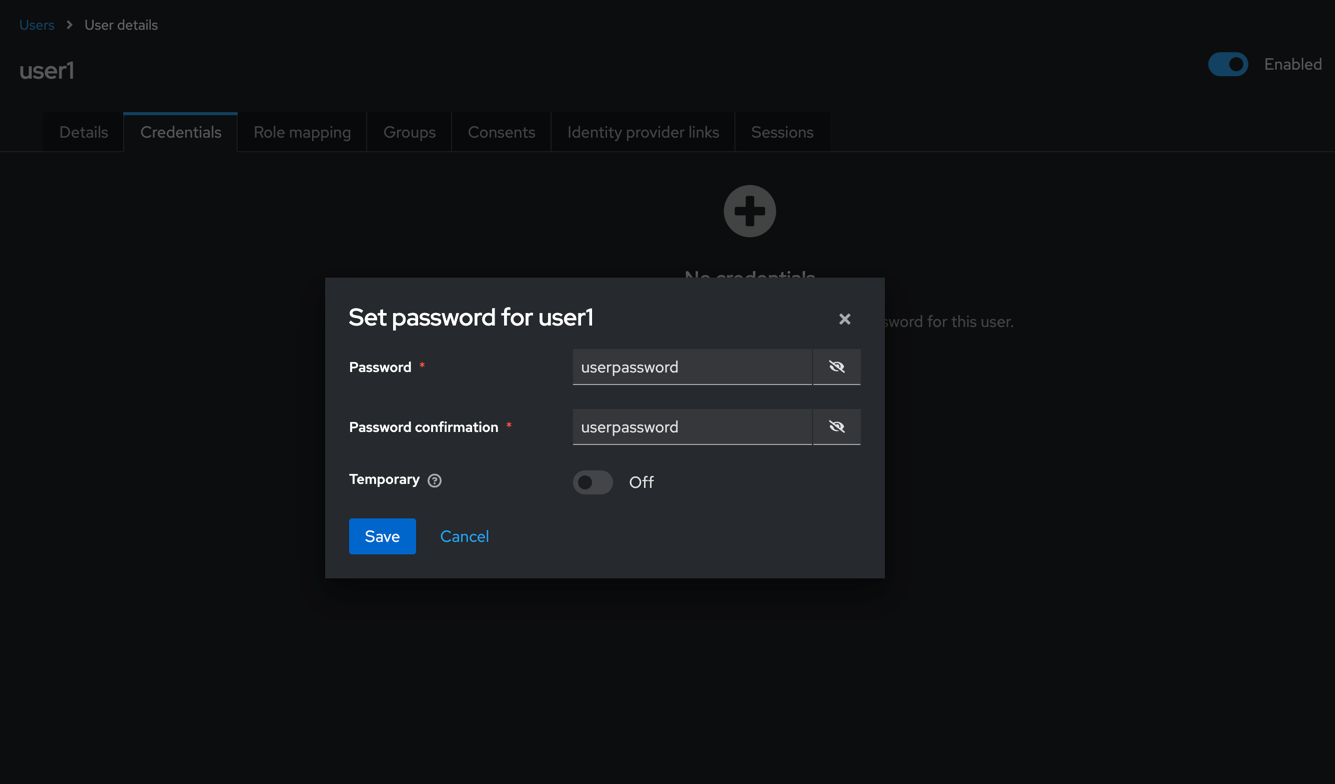 Users > User details
user1
Enabled
Details Credentials Role mapping Groups Consents Identity provider links Sessions
No credentials
sword for this user.
Set password for user1
Password *
userpassword
Password confirmation *
userpassword
Temporary
Off
Save Cancel